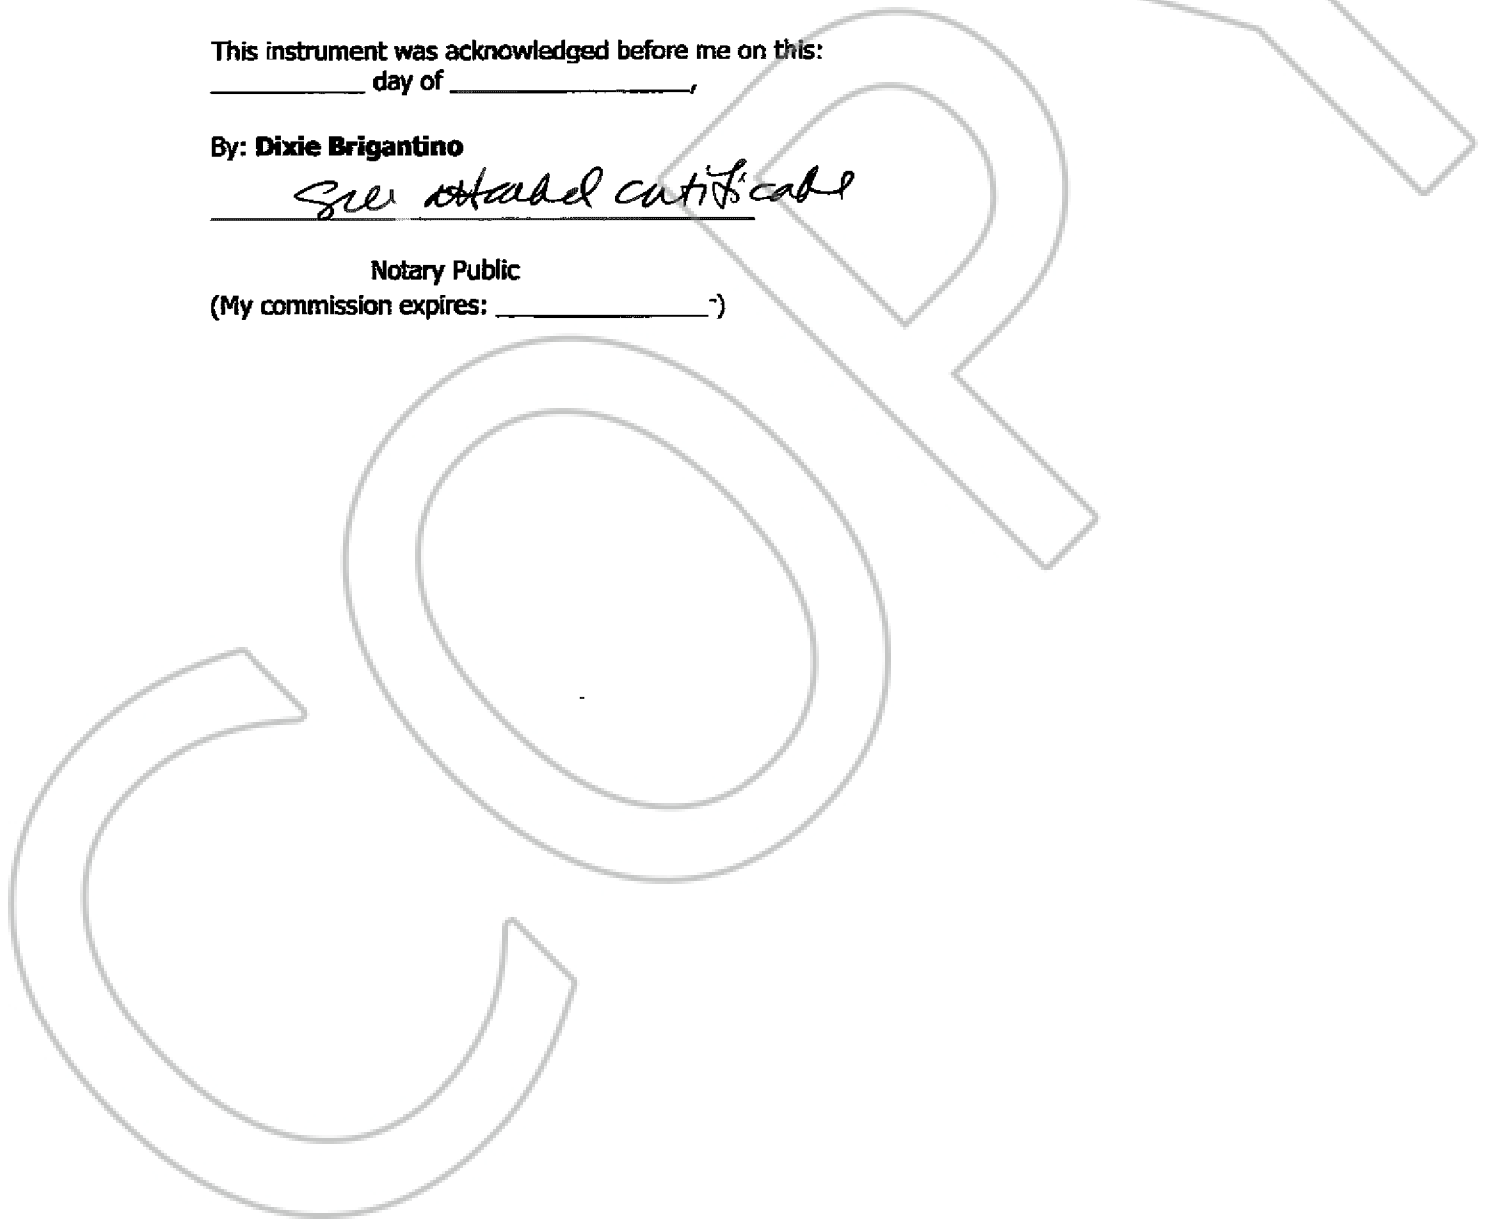 This instrument was acknowledged before me on this:
__________ day of ________________,
By: Dixie Brigantino
See attached certificate
Notary Public
(My commission expires: ______________-)
COPY